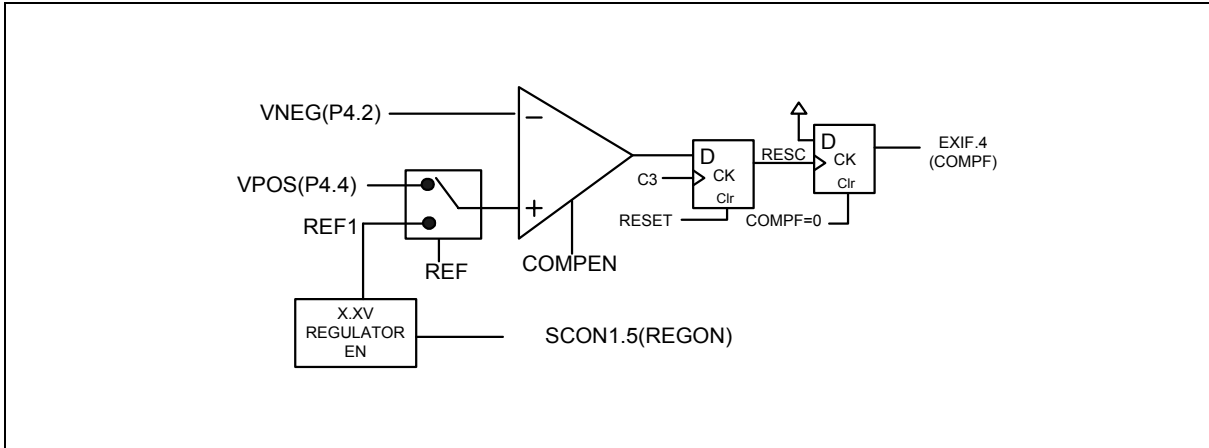 VNEG(P4.2)
−
VPOS(P4.4)
+
REF1
REF
COMPEN
X.XV
REGULATOR
EN
SCON1.5(REGON)
D
CK
Clr
C3
RESET
RESC
D
CK
Clr
COMPF=0
EXIF.4
(COMPF)